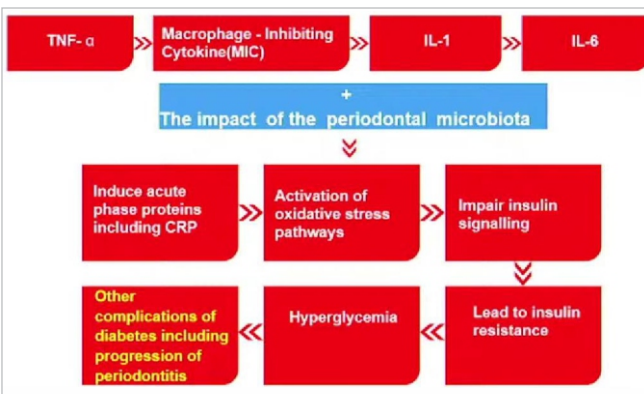 TNF- α
Macrophage - Inhibiting
Cytokine(MIC)
IL-1
IL-6
+
The impact of the periodontal microbiota
Induce acute
phase proteins
including CRP
Activation of
oxidative stress
pathways
Impair insulin
signalling
Lead to insulin
resistance
Hyperglycemia
Other
complications of
diabetes including
progression of
periodontitis